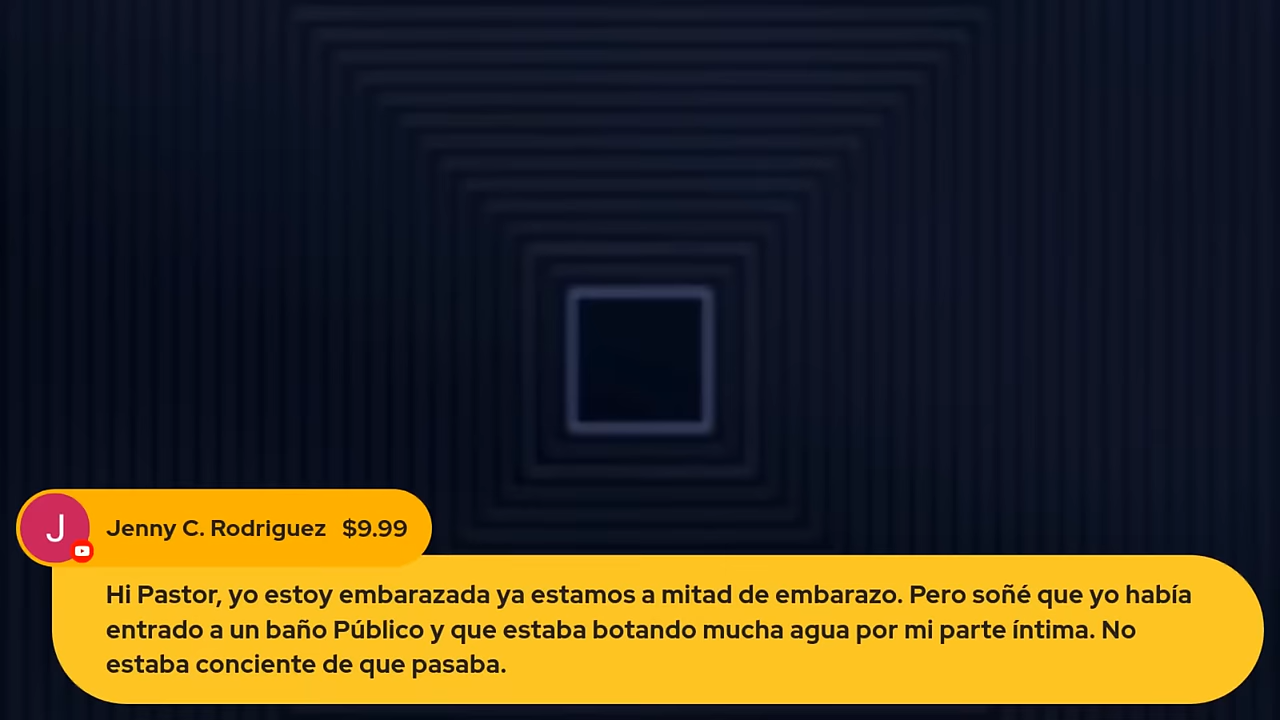 J
Jenny C. Rodriguez $9.99
Hi Pastor, yo estoy embarazada ya estamos a mitad de embarazo. Pero soñé que yo había
entrado a un baño Público y que estaba botando mucha agua por mi parte íntima. No
estaba conciente de que pasaba.